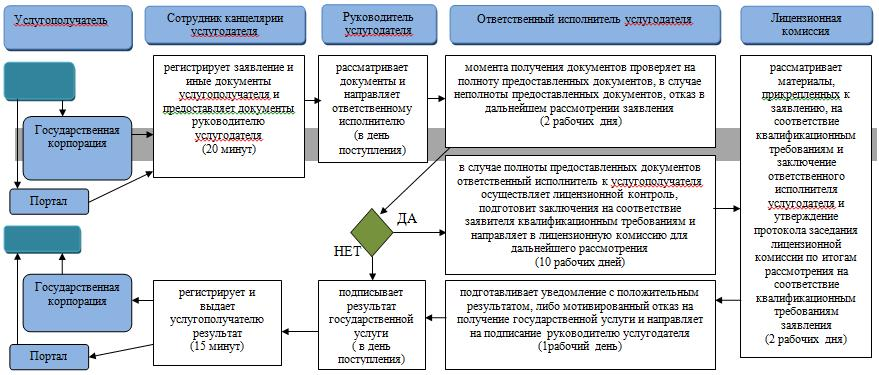 Услугополучатель
Сотрудник канцелярии
услугодателя
Руководитель
услугодателя
Ответственный исполнитель услугодателя
Лицензионная
комиссия
Государственная
корпорация
Портал
регистрирует заявление и
иные документы
услугополучателя и
предоставляет документы
руководителю
услугодателя
(20 минут)
рассматривает
документы и
направляет
ответственному
исполнителю
(в день
поступления)
момента получения документов проверяет на
полноту предоставленных документов, в случае
неполноты предоставленных документов, отказ в
дальнейшем рассмотрении заявления
(2 рабочих дня)
в случае полноты предоставленных документов
ответственный исполнитель к услугополучателя
осуществляет лицензионной контроль,
подготовит заключения на соответствие
заявителя квалификационным требованиям и
направляет в лицензионную комиссию для
дальнейшего рассмотрения
(10 рабочих дней)
рассматривает
материалы,
прикрепленных к
заявлению, на
соответствие
квалификационным
требованиям и
заключение
ответственного
исполнителя
услугодателя и
утверждение
протокола заседания
лицензионной
комиссии по итогам
рассмотрения на
соответствие
квалификационным
требованиям
заявления
(2 рабочих дня)
ДА
НЕТ
Государственная
корпорация
Портал
регистрирует и
выдает
услугополучателю
результат
(15 минут)
подписывает
результат
государственной
услуги
( в день
поступления)
подготавливает уведомление с положительным
результатом, либо мотивированный отказ на
получение государственной услуги и направляет
на подписание руководителю услугодателя
(1рабочий день)